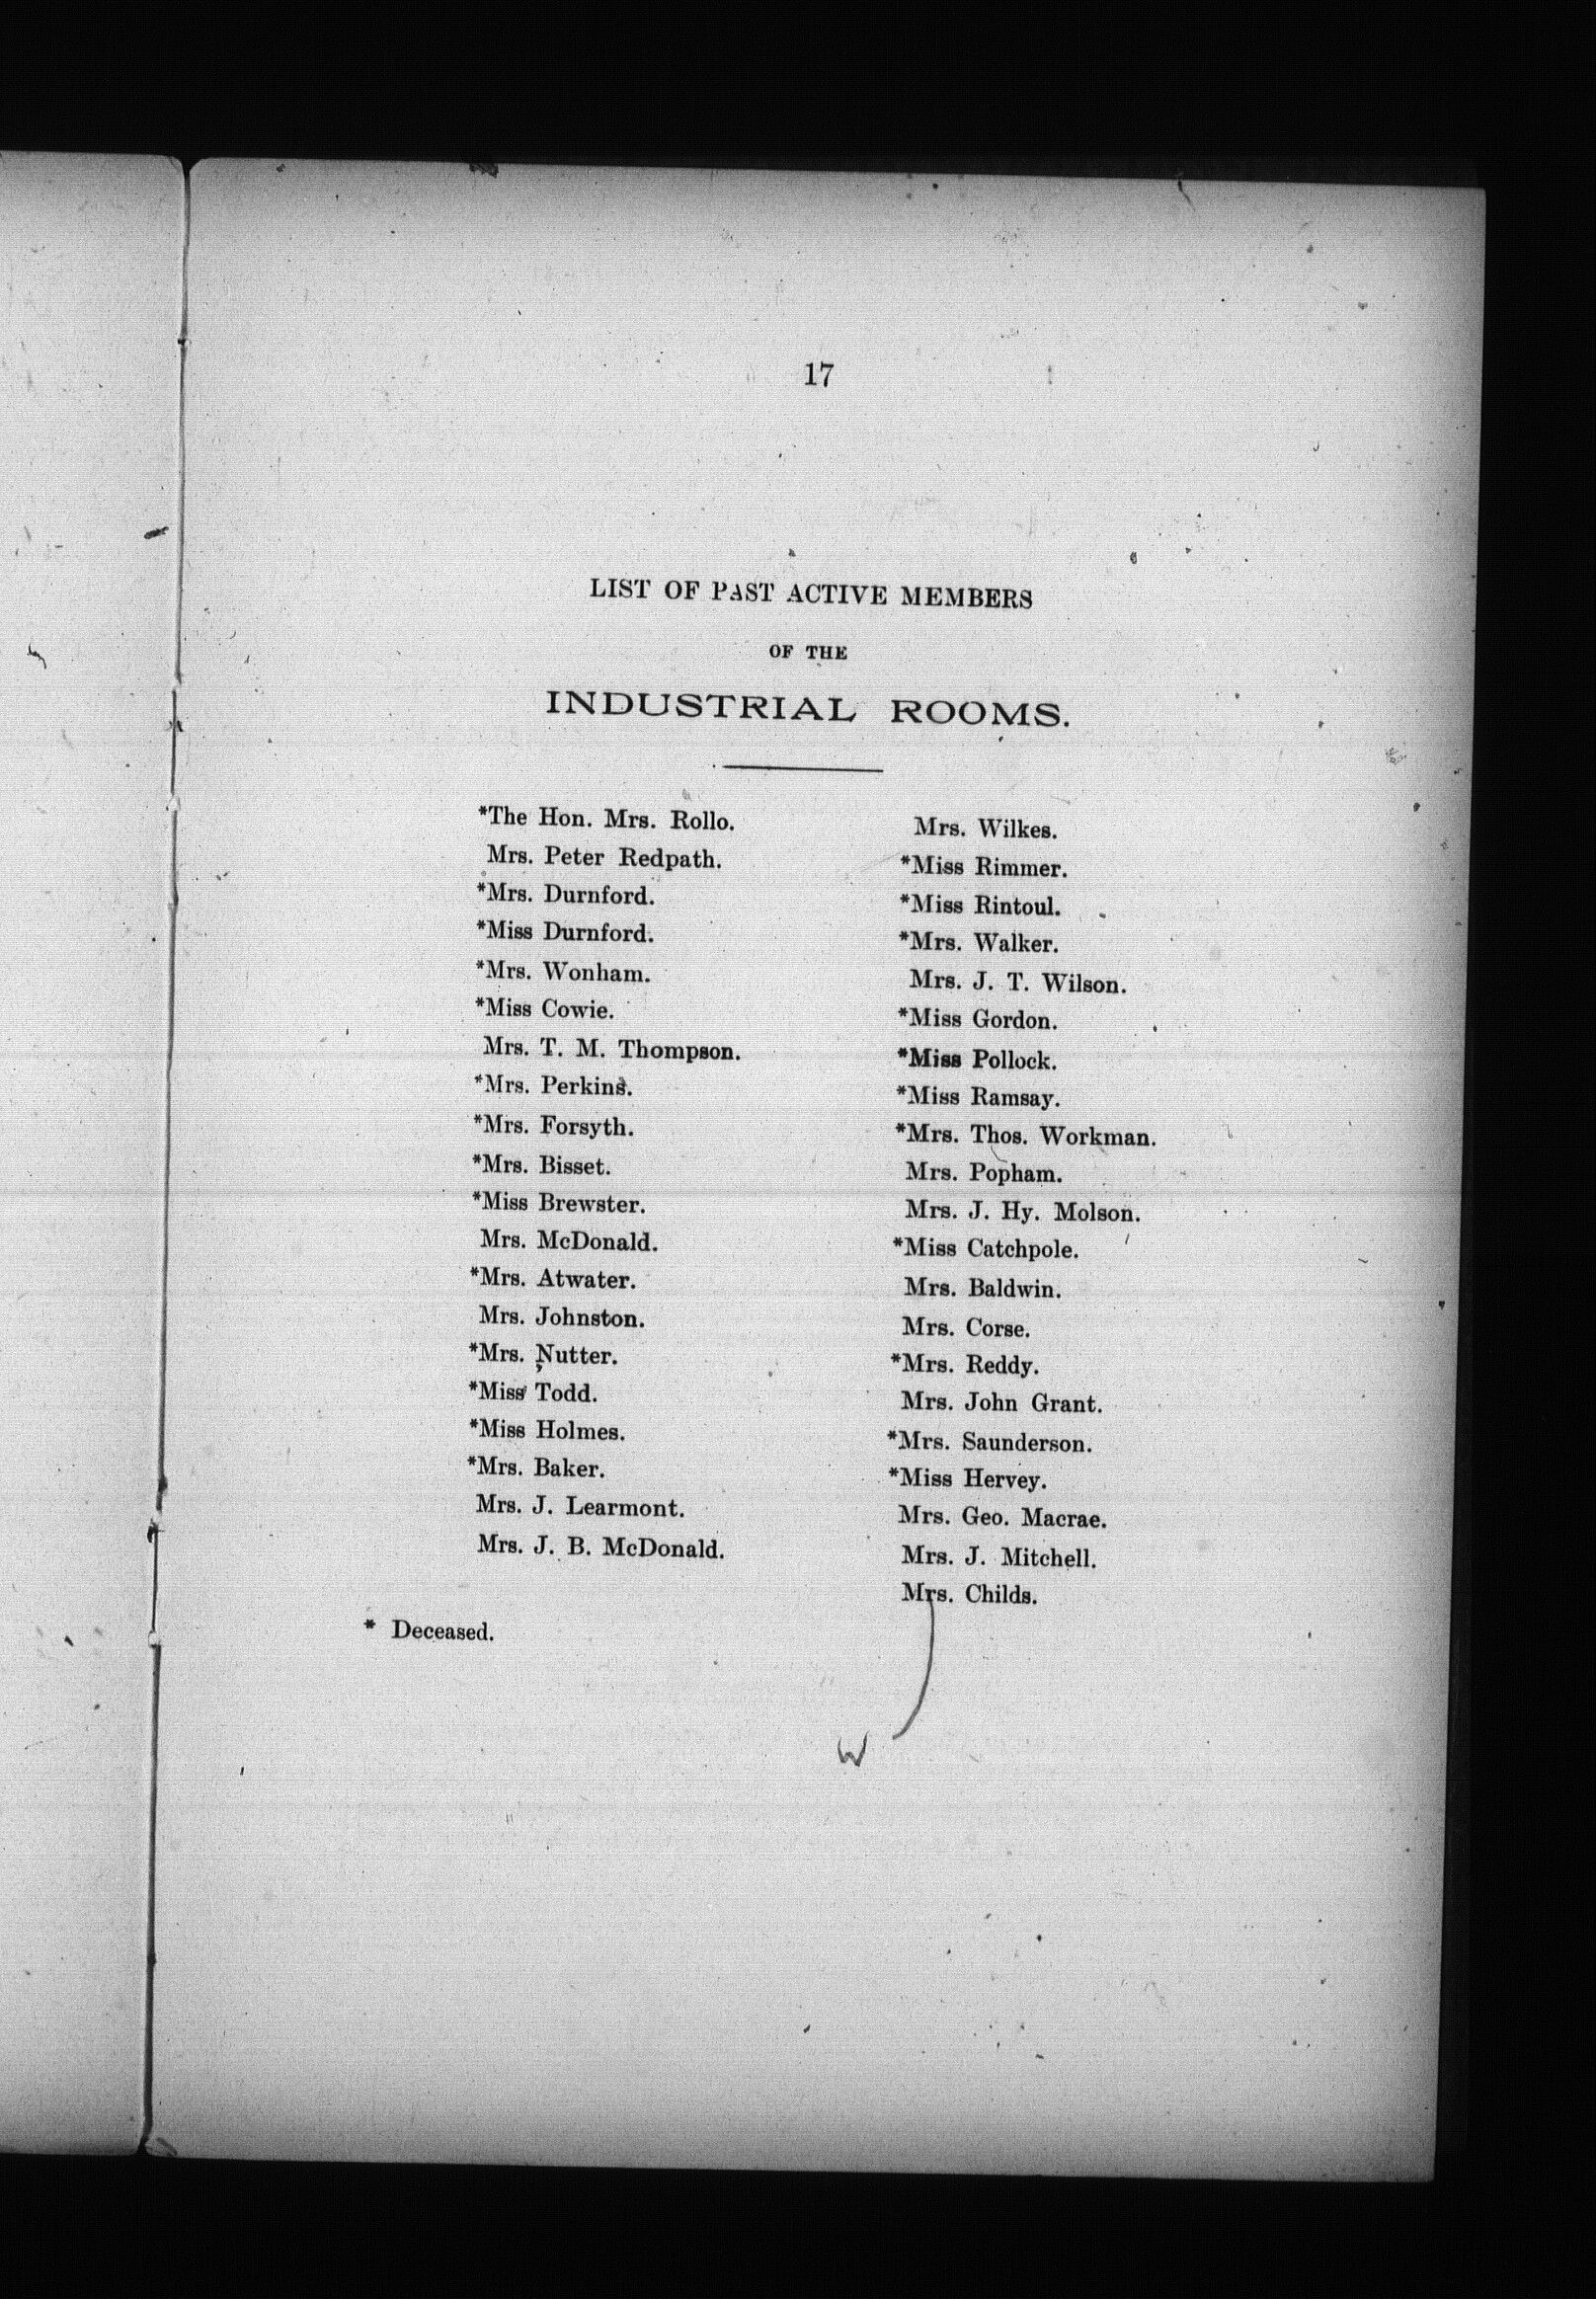 17
LIST OF PAST ACTIVE MEMBERS
OF THE
INDUSTRIAL ROOMS.
*The Hon. Mrs. Rollo.
Mrs. Peter Redpath.
*Mrs. Durnford.
*Miss Durnford.
*Mrs. Wonham.
*Miss Cowie.
Mrs. T. M. Thompson.
*Mrs. Perkins.
*Mrs. Forsyth.
*Mrs. Bisset.
*Miss Brewster.
Mrs. McDonald.
*Mrs. Atwater.
Mrs. Johnston.
*Mrs. Nutter.
*Miss Todd.
*Miss Holmes.
*Mrs. Baker.
Mrs. J. Learmont.
Mrs. J. B. McDonald.
Mrs. Wilkes.
*Miss Rimmer.
*Miss Rintoul.
*Mrs. Walker.
Mrs. J. T. Wilson.
*Miss Gordon.
*Miss Pollock.
*Miss Ramsay.
*Mrs. Thos. Workman.
Mrs. Popham.
Mrs. J. Hy. Molson.
*Miss Catchpole.
Mrs. Baldwin.
Mrs. Corse.
*Mrs. Reddy.
Mrs. John Grant.
*Mrs. Saunderson.
*Miss Hervey.
Mrs. Geo. Macrae.
Mrs. J. Mitchell.
Mrs. Childs.
* Deceased.
W